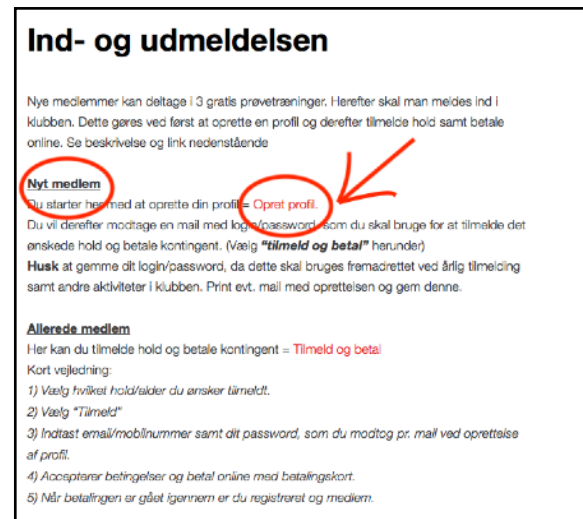 Ind- og udmeldelsen
Nye medlemmer kan deltage i 3 gratis prøvetræninger. Herefter skal man meldes ind i
klubben. Dette gøres ved først at oprette en profil og derefter tilmelde hold samt betale
online. Se beskrivelse og link nedenstående
Nyt medlem
Du starter her med at oprette din profil = Opret profil.
Du vil derefter modtage en mail med login/password, som du skal bruge for at tilmelde det
ønskede hold og betale kontingent. (Vælg "tilmeld og betal" herunder)
Husk at gemme dit login/password, da dette skal bruges fremadrettet ved årlig tilmelding
samt andre aktiviteter i klubben. Print evt. mail med oprettelsen og gem denne.
Allerede medlem
Her kan du tilmelde hold og betale kontingent = Tilmeld og betal
Kort vejledning:
1) Vælg hvilket hold/alder du ønsker tilmeldt.
2) Vælg "Tilmeld"
3) Indtast email/mobilnummer samt dit password, som du modtog pr. mail ved oprettelse
af profil.
4) Accepterer betingelser og betal online med betalingskort.
5) Når betalingen er gået igennem er du registreret og medlem.